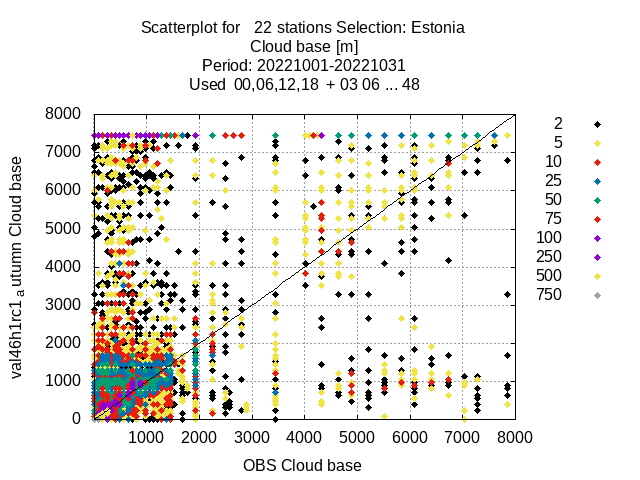 Scatterplot for 22 stations Selection: Estonia
Cloud base [m]
Period: 20221001-20221031
Used 00,06,12,18 + 03 06 ... 48
8000
7000
6000
5000
4000
3000
2000
1000
0
1000 2000 3000 4000 5000 6000 7000 8000
val46h1rc1 a utumn Cloud base
OBS Cloud base
2
5
10
25
50
75
100
250
500
750